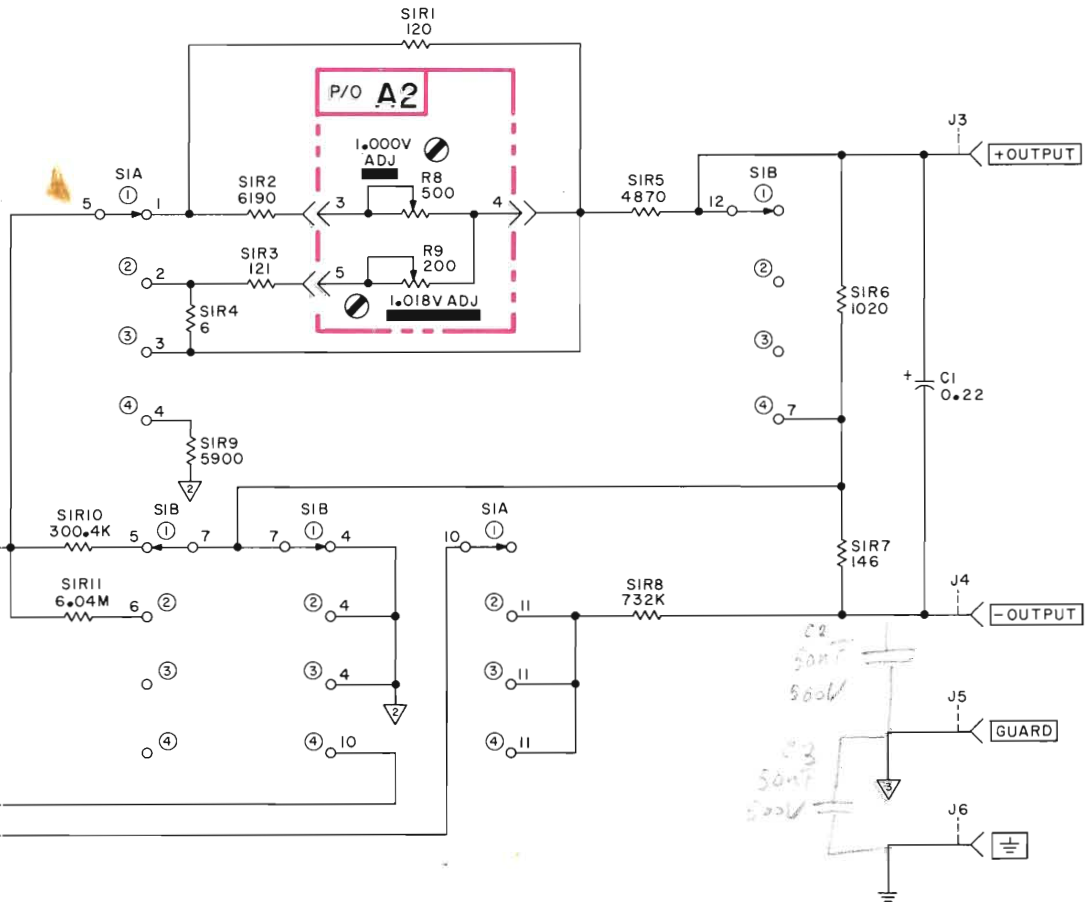 S1R1
120
P/O A2
1.000V
ADJ
R8
500
J3
+OUTPUT
S1A
5
①
1
S1R2
6190
3
4
S1R5
4870
12
S1B
①
②
2
S1R3
121
5
R9
200
1.018V ADJ
②
S1R4
6
S1R6
1020
③
3
③
+
C1
0.22
④
4
④
7
S1R9
5900
2
S1R10
300.4K
S1B
5
①
7
S1B
7
①
4
S1A
10
①
S1R7
146
S1R11
6.04M
6
②
②
4
②
11
S1R8
732K
J4
-OUTPUT
C2
50nF
500V
③
③
4
③
11
2
J5
GUARD
④
④
10
④
11
C3
50nF
500V
3
J6